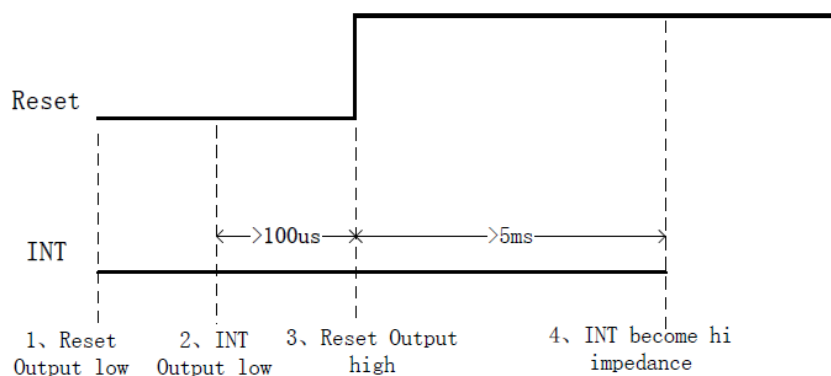 Reset
>100us
>5ms
INT
1、Reset
Output low
2、INT
Output low
3、Reset Output
high
4、INT become hi
impedance